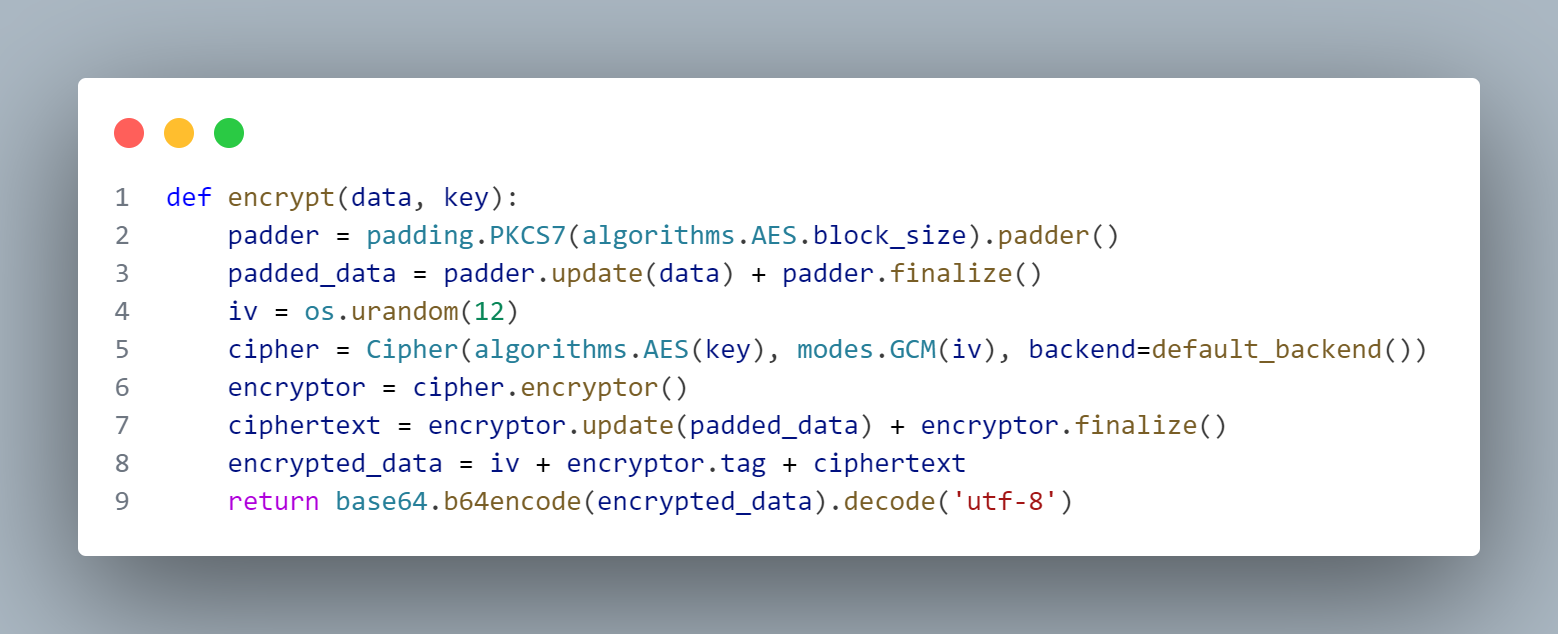 1 def encrypt(data, key):
2     padder = padding.PKCS7(algorithms.AES.block_size).padder()
3     padded_data = padder.update(data) + padder.finalize()
4     iv = os.urandom(12)
5     cipher = Cipher(algorithms.AES(key), modes.GCM(iv), backend=default_backend())
6     encryptor = cipher.encryptor()
7     ciphertext = encryptor.update(padded_data) + encryptor.finalize()
8     encrypted_data = iv + encryptor.tag + ciphertext
9     return base64.b64encode(encrypted_data).decode('utf-8')